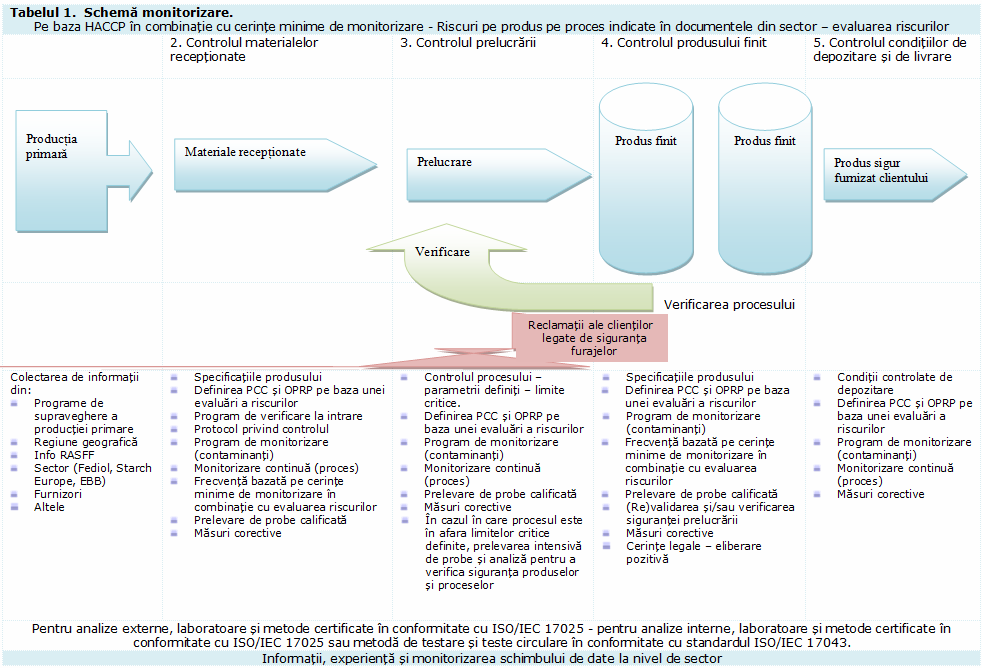 Tabelul 1.  Schemă monitorizare.
Pe baza HACCP în combinație cu cerințe minime de monitorizare - Riscuri pe produs pe proces indicate în documentele din sector – evaluarea riscurilor
2. Controlul materialelor
recepționate
3. Controlul prelucrării
4. Controlul produsului finit
5. Controlul condițiilor de
depozitare și de livrare
Producția
primară
Materiale recepționate
Prelucrare
Produs finit
Produs finit
Produs sigur
furnizat clientului
Verificare
Verificarea procesului
Reclamații ale clienților
legate de siguranța
furajelor
Colectarea de informații
din:
Programe de
supraveghere a
producției primare
Regiune geografică
Info RASFF
Sector (Fediol, Starch
Europe, EBB)
Furnizori
Altele
Specificațiile produsului
Definirea PCC și OPRP pe baza unei
evaluări a riscurilor
Program de verificare la intrare
Protocol privind controlul
Program de monitorizare
(contaminanți)
Monitorizare continuă (proces)
Frecvență bazată pe cerințe
minime de monitorizare în
combinație cu evaluarea riscurilor
Prelevare de probe calificată
Măsuri corective
Controlul procesului –
parametrii definiți – limite
critice.
Definirea PCC și OPRP pe
baza unei evaluări a riscurilor
Program de monitorizare
(contaminanți)
Monitorizare continuă
(proces)
Prelevare de probe calificată
Măsuri corective
În cazul în care procesul este
în afara limitelor critice
definite, prelevarea intensivă
de probe și analiză pentru a
verifica siguranța produselor
și proceselor
Specificațiile produsului
Definirea PCC și OPRP pe baza
unei evaluări a riscurilor
Program de monitorizare
(contaminanți)
Frecvență bazată pe cerințe
minime de monitorizare în
combinație cu evaluarea
riscurilor
Prelevare de probe calificată
(Re)validarea și/sau verificarea
siguranței prelucrării
Măsuri corective
Cerințe legale – eliberare
pozitivă
Condiții controlate de
depozitare
Definirea PCC și OPRP pe
baza unei evaluări a
riscurilor
Program de monitorizare
(contaminanți)
Monitorizare continuă
(proces)
Măsuri corective
Pentru analize externe, laboratoare și metode certificate în conformitate cu ISO/IEC 17025 - pentru analize interne, laboratoare și metode certificate în
conformitate cu ISO/IEC 17025 sau metodă de testare și teste circulare în conformitate cu standardul ISO/IEC 17043.
Informații, experiență și monitorizarea schimbului de date la nivel de sector